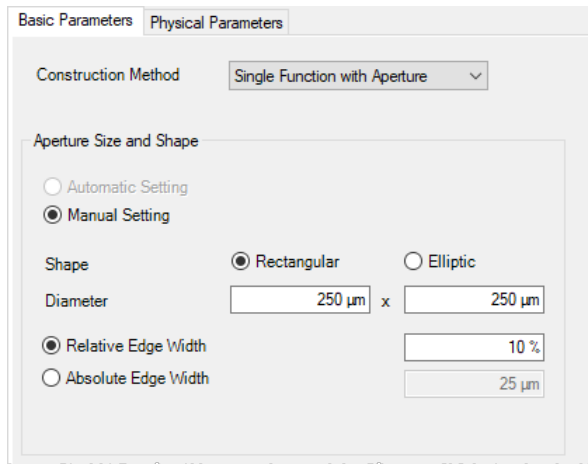 Basic Parameters Physical Parameters
Construction Method Single Function with Aperture
Aperture Size and Shape
Automatic Setting
Manual Setting
Shape Rectangular Elliptic
Diameter 250 µm x 250 µm
Relative Edge Width 10 %
Absolute Edge Width 25 µm